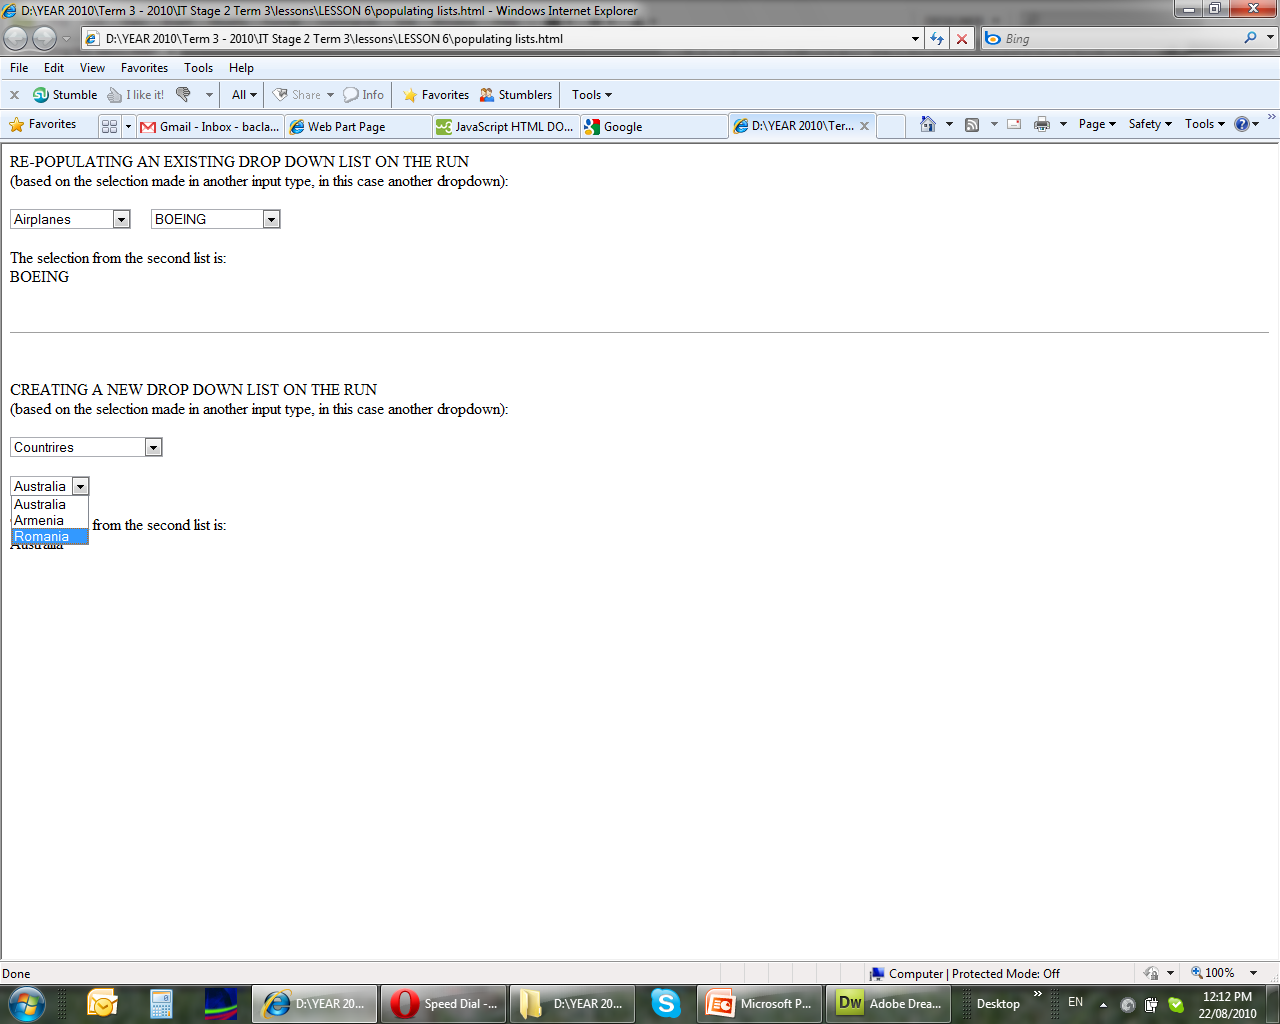 D:\YEAR 2010\Term 3 - 2010\IT Stage 2 Term 3\lessons\LESSON 6\populating lists.html - Windows Internet Explorer
D:\YEAR 2010\Term 3 - 2010\IT Stage 2 Term 3\lessons\LESSON 6\populating lists.html Bing
File Edit View Favorites Tools Help
x Stumble I like it! All Share Info Favorites Stumblers Tools
Favorites Gmail - Inbox - bacla... Web Part Page JavaScript HTML DO... Google D:\YEAR 2010\Ter... Page Safety Tools
RE-POPULATING AN EXISTING DROP DOWN LIST ON THE RUN
(based on the selection made in another input type, in this case another dropdown):
Airplanes BOEING
The selection from the second list is:
BOEING
CREATING A NEW DROP DOWN LIST ON THE RUN
(based on the selection made in another input type, in this case another dropdown):
Countrires
Australia
Australia
Armenia
Romania
from the second list is:
Australia
Done Computer | Protected Mode: Off 100%
D:\YEAR 20... Speed Dial -... D:\YEAR 20... Microsoft P... Dw Adobe Drea... Desktop EN 12:12 PM
22/08/2010